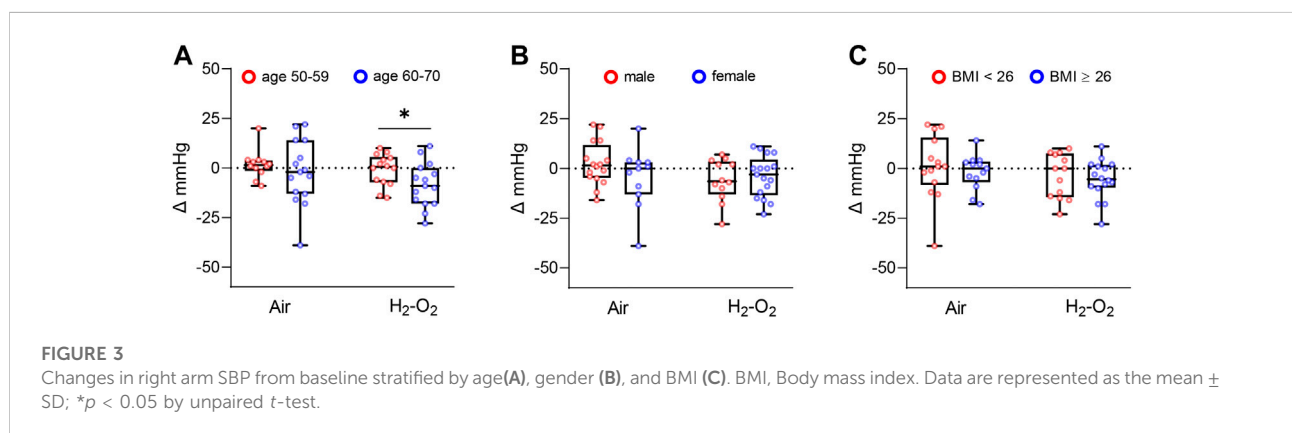 A
age 50-59 age 60-70
50
25
0
-25
-50
Δ mmHg
*
Air H₂-O₂
B
male female
50
25
0
-25
-50
Δ mmHg
Air H₂-O₂
C
BMI < 26 BMI ≥ 26
50
25
0
-25
-50
Δ mmHg
Air H₂-O₂
FIGURE 3
Changes in right arm SBP from baseline stratified by age(A), gender (B), and BMI (C). BMI, Body mass index. Data are represented as the mean ±
SD; *p < 0.05 by unpaired t-test.